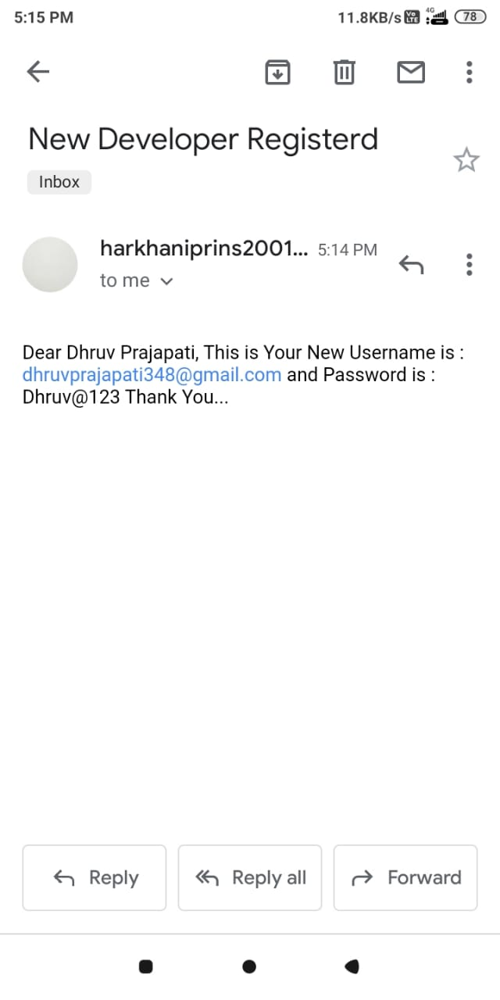 5:15 PM 11.8KB/s Vo LTE 4G 78
New Developer Registerd
Inbox
harkhaniprins2001... 5:14 PM
to me
Dear Dhruv Prajapati, This is Your New Username is :
dhruvprajapati348@gmail.com and Password is :
Dhruv@123 Thank You...
Reply Reply all Forward